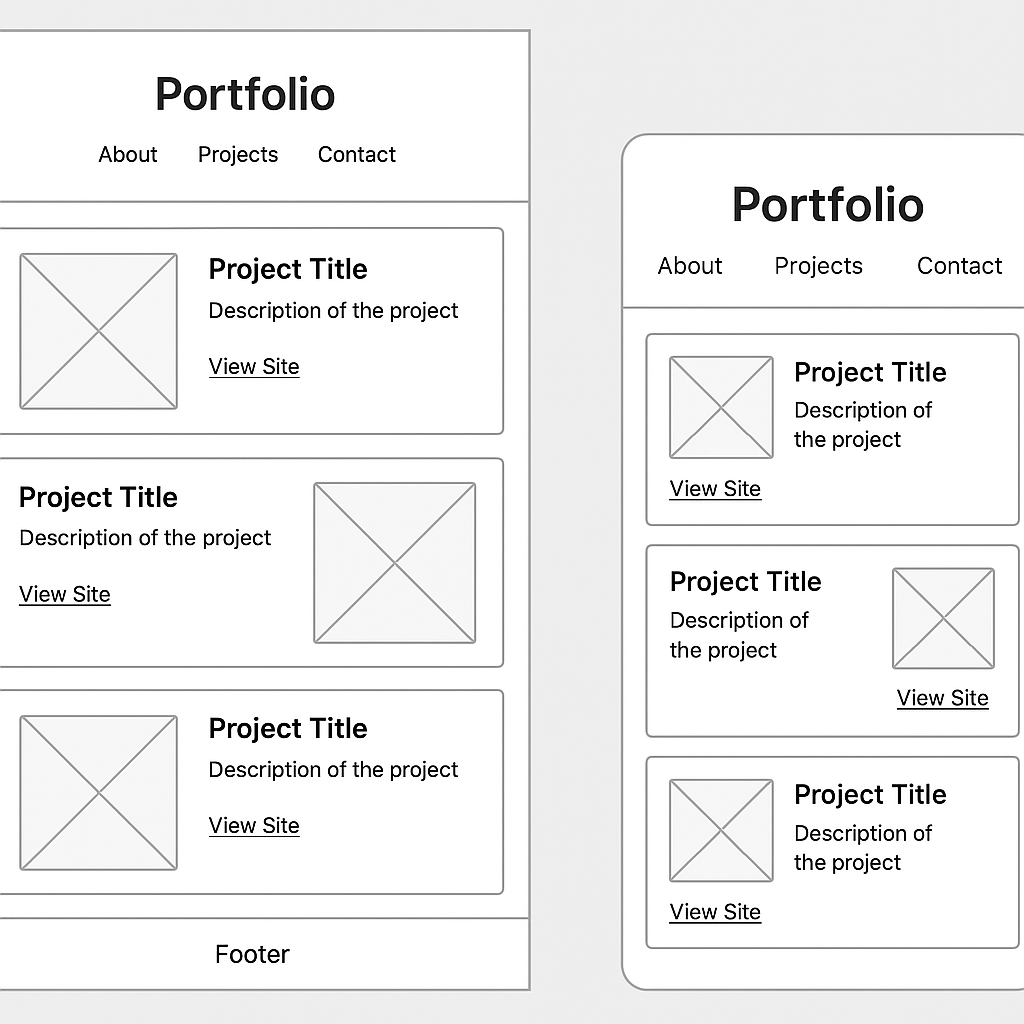 Portfolio
About Projects Contact
Project Title
Description of the project
View Site
Project Title
Description of the project
View Site
Project Title
Description of the project
View Site
Footer
Portfolio
About Projects Contact
Project Title
Description of
the project
View Site
Project Title
Description of
the project
View Site
Project Title
Description of
the project
View Site